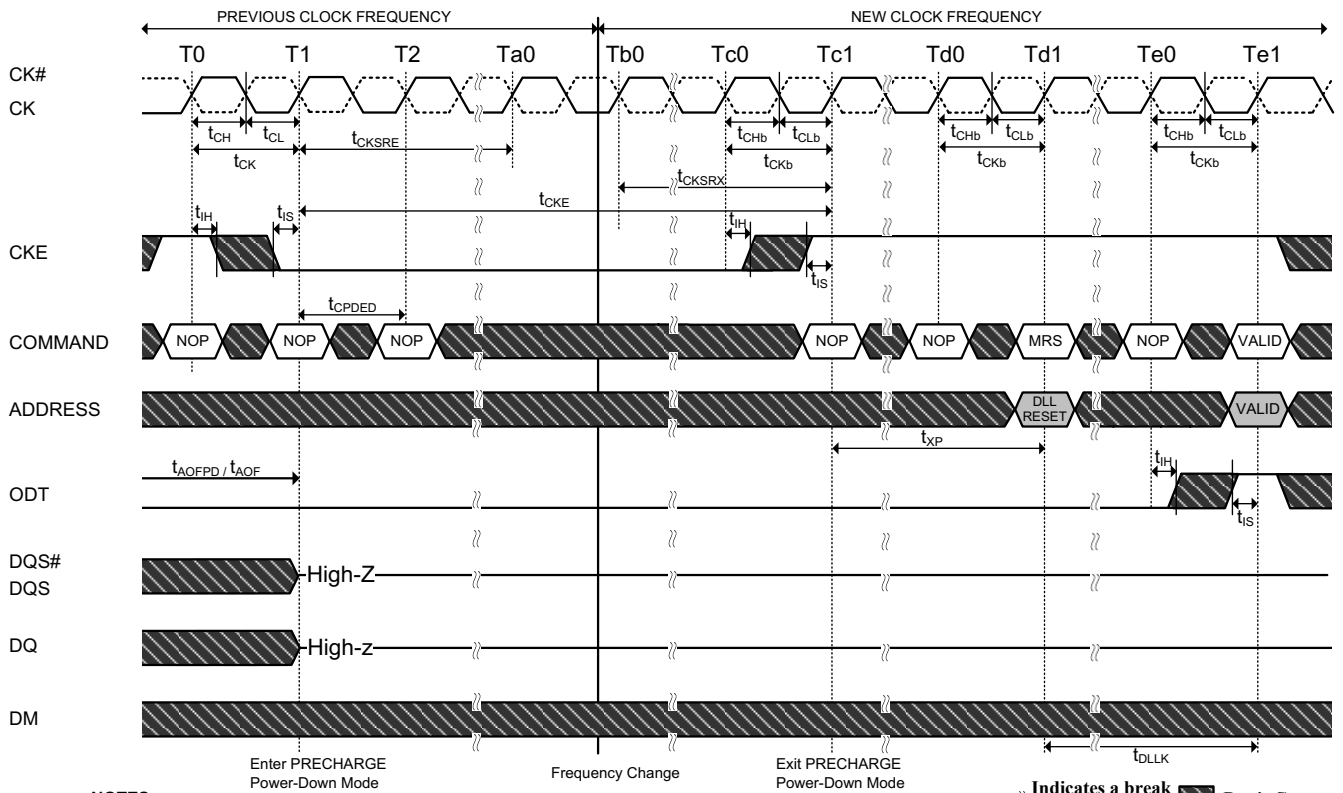 PREVIOUS CLOCK FREQUENCY NEW CLOCK FREQUENCY
T0 T1 T2 Ta0 Tb0 Tc0 Tc1 Td0 Td1 Te0 Te1
CK#
CK
tCH tCL tCHb tCLb tCHb tCLb tCHb tCLb
tCK tCKSRE tCKb tCKb tCKb
tCKSRX
tCKE
tIH tIS tIH
CKE
tIS
tCPDED
COMMAND NOP NOP NOP NOP NOP MRS NOP VALID
ADDRESS DLL RESET VALID
tXP
tAOFPD / tAOF tIH
ODT
tIS
DQS#
DQS High-Z
DQ High-z
DM
tDLLK
Enter PRECHARGE
Power-Down Mode
Frequency Change
Exit PRECHARGE
Power-Down Mode
Indicates a break